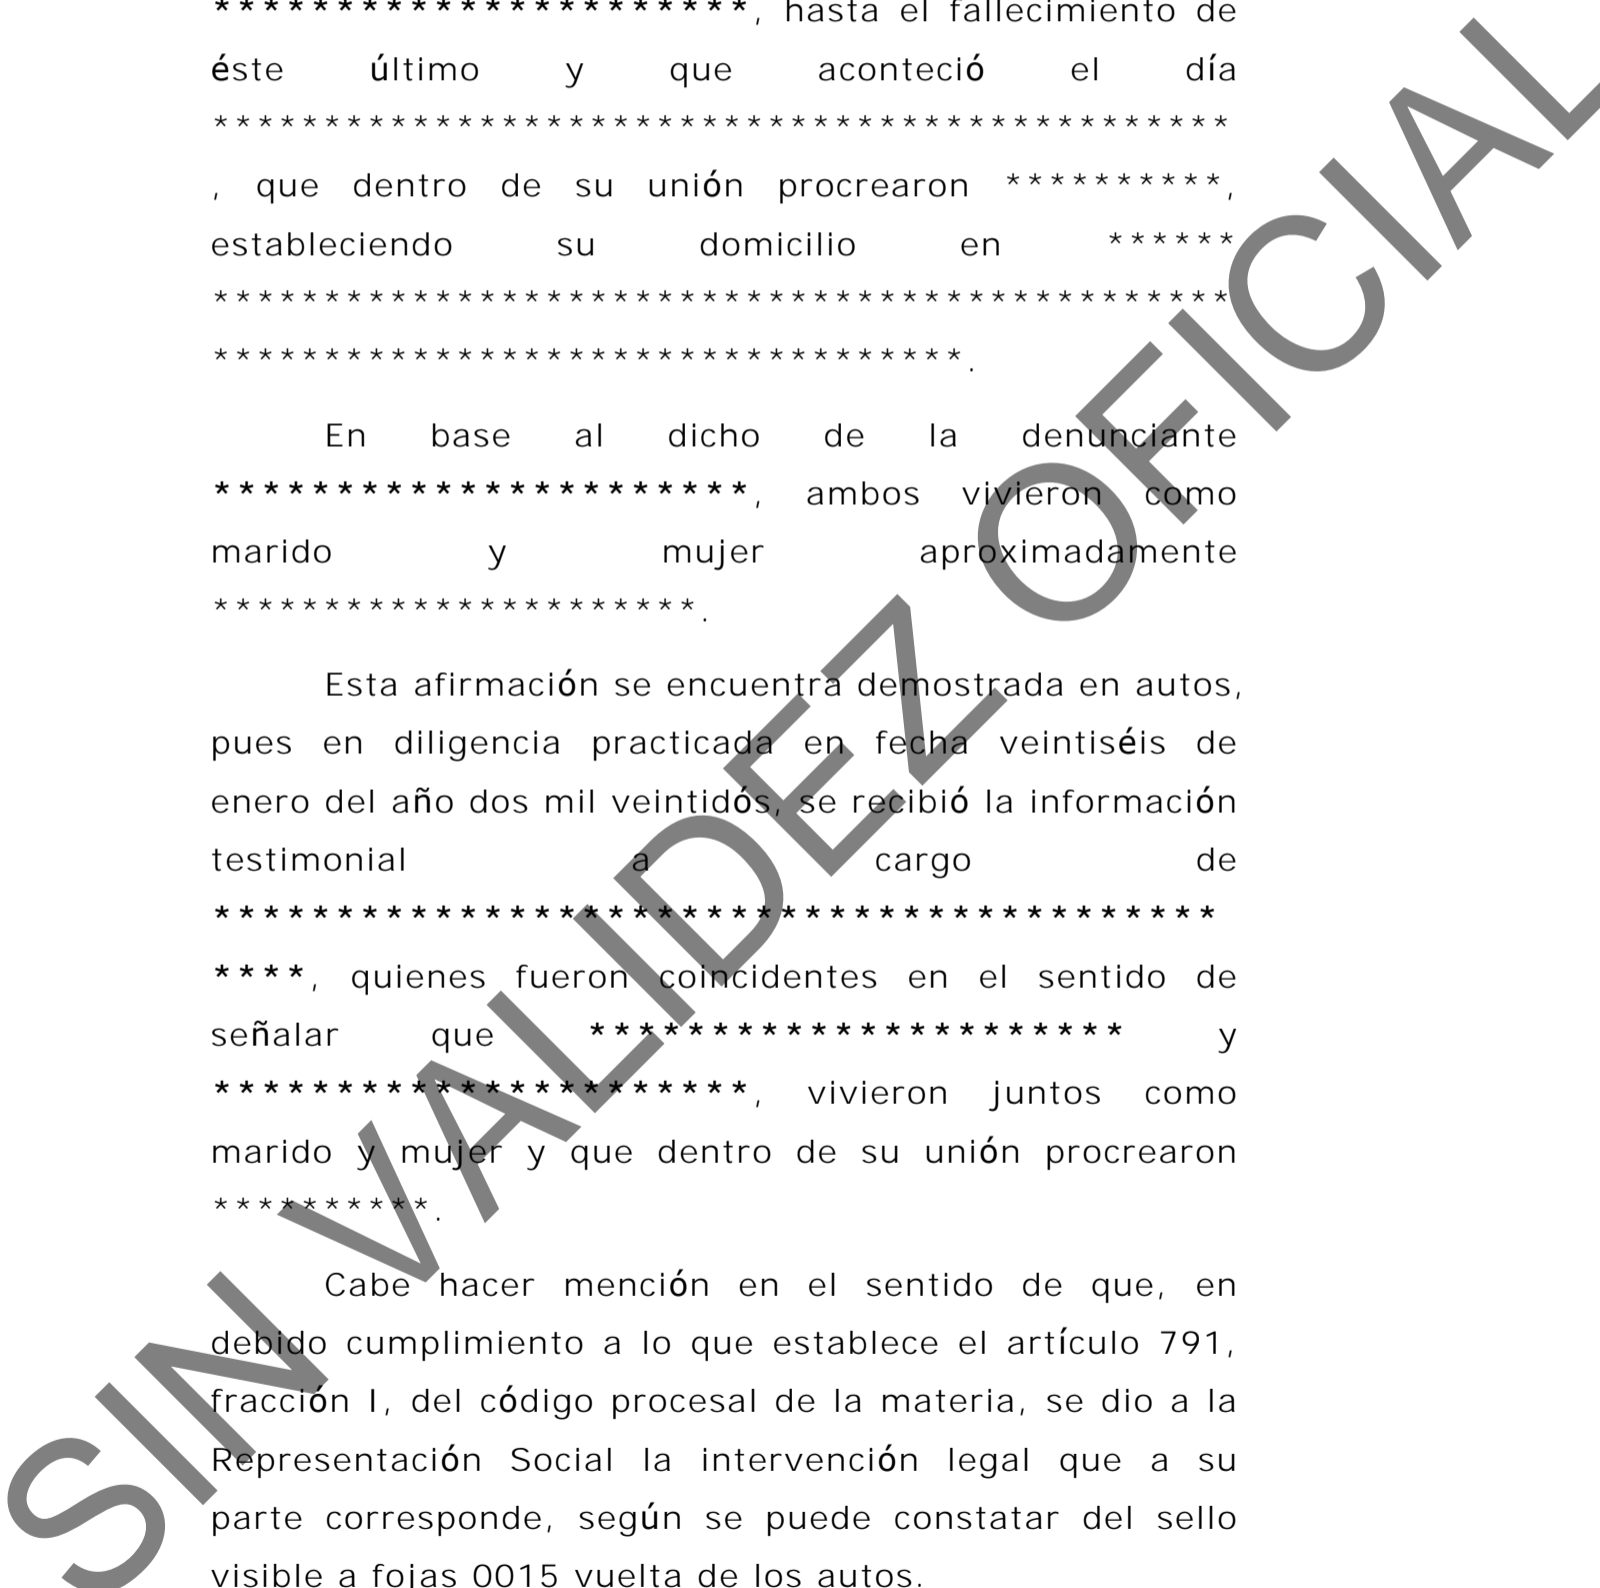 **********************, hasta el fallecimiento de
éste último y que aconteció el día
**********************************************
, que dentro de su unión procrearon **********,
estableciendo su domicilio en ******
**********************************************
**********************************.
En base al dicho de la denunciante
**********************, ambos vivieron como
marido y mujer aproximadamente
**********************.
Esta afirmación se encuentra demostrada en autos,
pues en diligencia practicada en fecha veintiséis de
enero del año dos mil veintidós, se recibió la información
testimonial a cargo de
*****************************************
****, quienes fueron coincidentes en el sentido de
señalar que ********************** y
**********************, vivieron juntos como
marido y mujer y que dentro de su unión procrearon
**********.
Cabe hacer mención en el sentido de que, en
debido cumplimiento a lo que establece el artículo 791,
fracción I, del código procesal de la materia, se dio a la
Representación Social la intervención legal que a su
parte corresponde, según se puede constatar del sello
visible a fojas 0015 vuelta de los autos.
SIN VALIDEZ OFICIAL